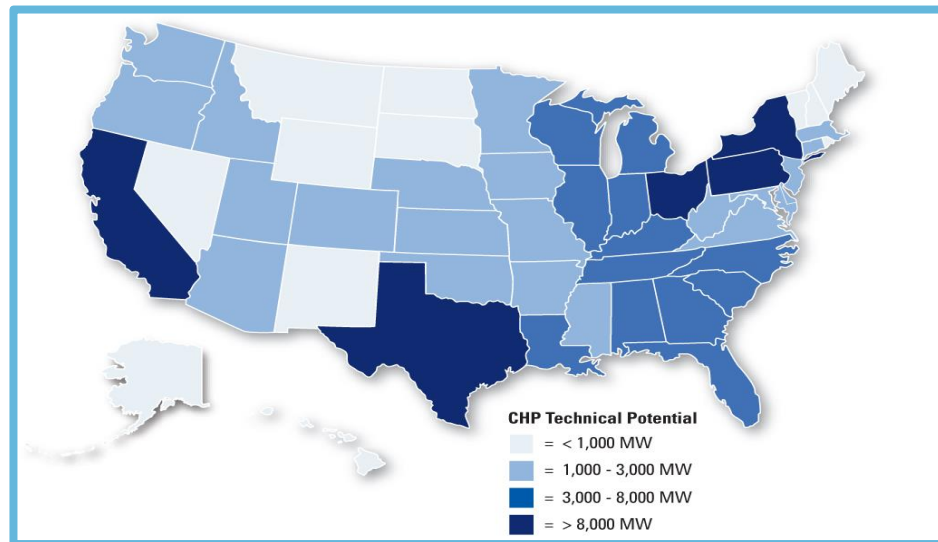 CHP Technical Potential
= < 1,000 MW
= 1,000 - 3,000 MW
= 3,000 - 8,000 MW
= > 8,000 MW